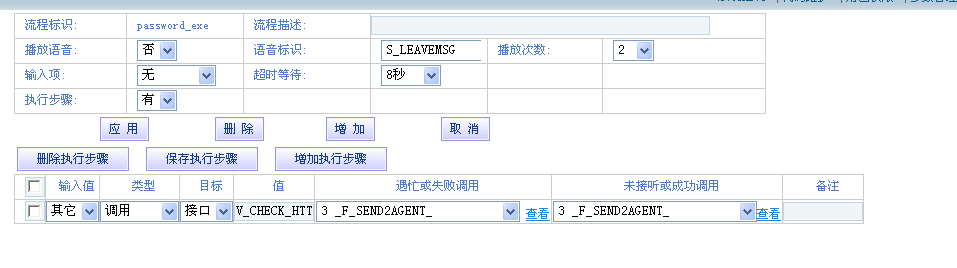 流程标识: password_exe 流程描述:
播放语音: 否 语音标识: S_LEAVEMSG 播放次数: 2
输入项: 无 超时等待: 8秒
执行步骤: 有
应 用 删 除 增 加 取 消
删除执行步骤 保存执行步骤 增加执行步骤
输入值 类型 目标 值 遇忙或失败调用 未接听或成功调用 备注
其它 调用 接口 V_CHECK_HTT 3 _F_SEND2AGENT_ 查看 3 _F_SEND2AGENT_ 查看